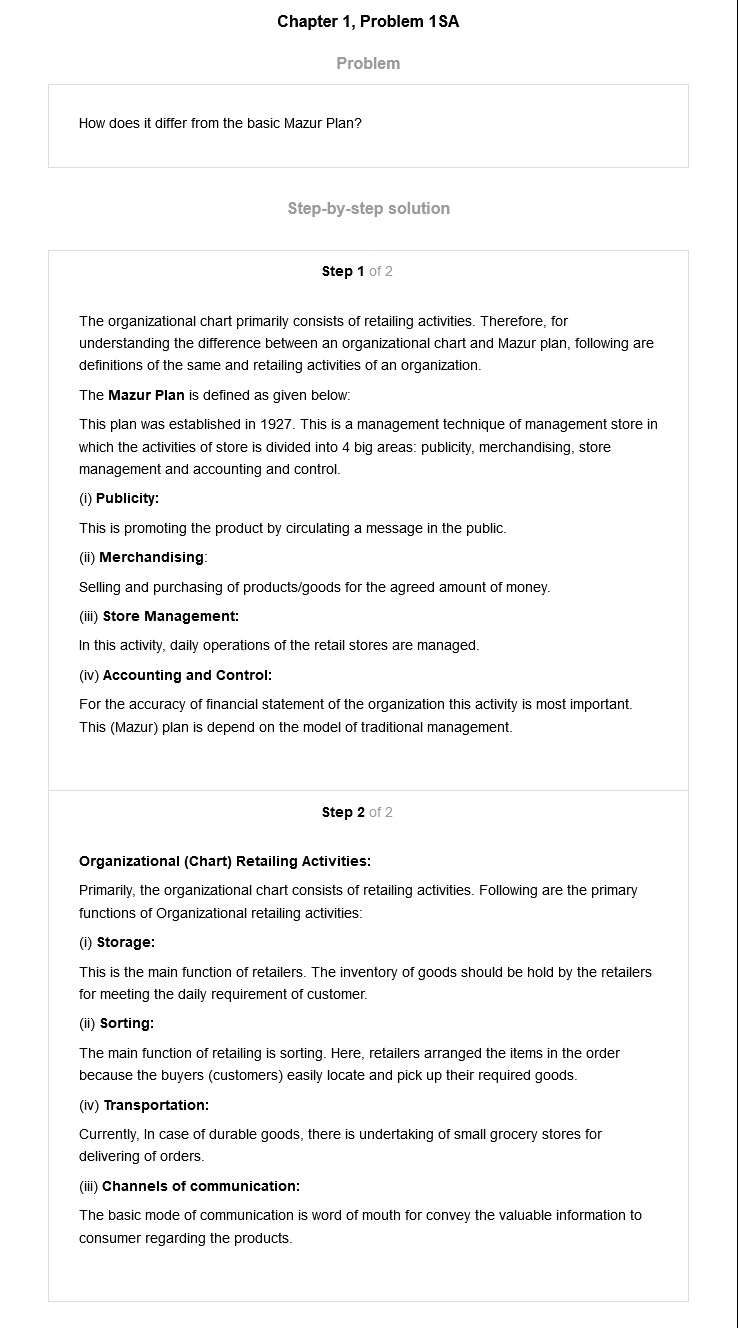 Chapter 1, Problem 1SA
Problem
How does it differ from the basic Mazur Plan?
Step-by-step solution
Step 1 of 2
The organizational chart primarily consists of retailing activities. Therefore, for
understanding the difference between an organizational chart and Mazur plan, following are
definitions of the same and retailing activities of an organization.
The Mazur Plan is defined as given below:
This plan was established in 1927. This is a management technique of management store in
which the activities of store is divided into 4 big areas: publicity, merchandising, store
management and accounting and control.
(i) Publicity:
This is promoting the product by circulating a message in the public.
(ii) Merchandising:
Selling and purchasing of products/goods for the agreed amount of money.
(iii) Store Management:
In this activity, daily operations of the retail stores are managed.
(iv) Accounting and Control:
For the accuracy of financial statement of the organization this activity is most important.
This (Mazur) plan is depend on the model of traditional management.
Step 2 of 2
Organizational (Chart) Retailing Activities:
Primarily, the organizational chart consists of retailing activities. Following are the primary
functions of Organizational retailing activities:
(i) Storage:
This is the main function of retailers. The inventory of goods should be hold by the retailers
for meeting the daily requirement of customer.
(ii) Sorting:
The main function of retailing is sorting. Here, retailers arranged the items in the order
because the buyers (customers) easily locate and pick up their required goods.
(iv) Transportation:
Currently, In case of durable goods, there is undertaking of small grocery stores for
delivering of orders.
(iii) Channels of communication:
The basic mode of communication is word of mouth for convey the valuable information to
consumer regarding the products.